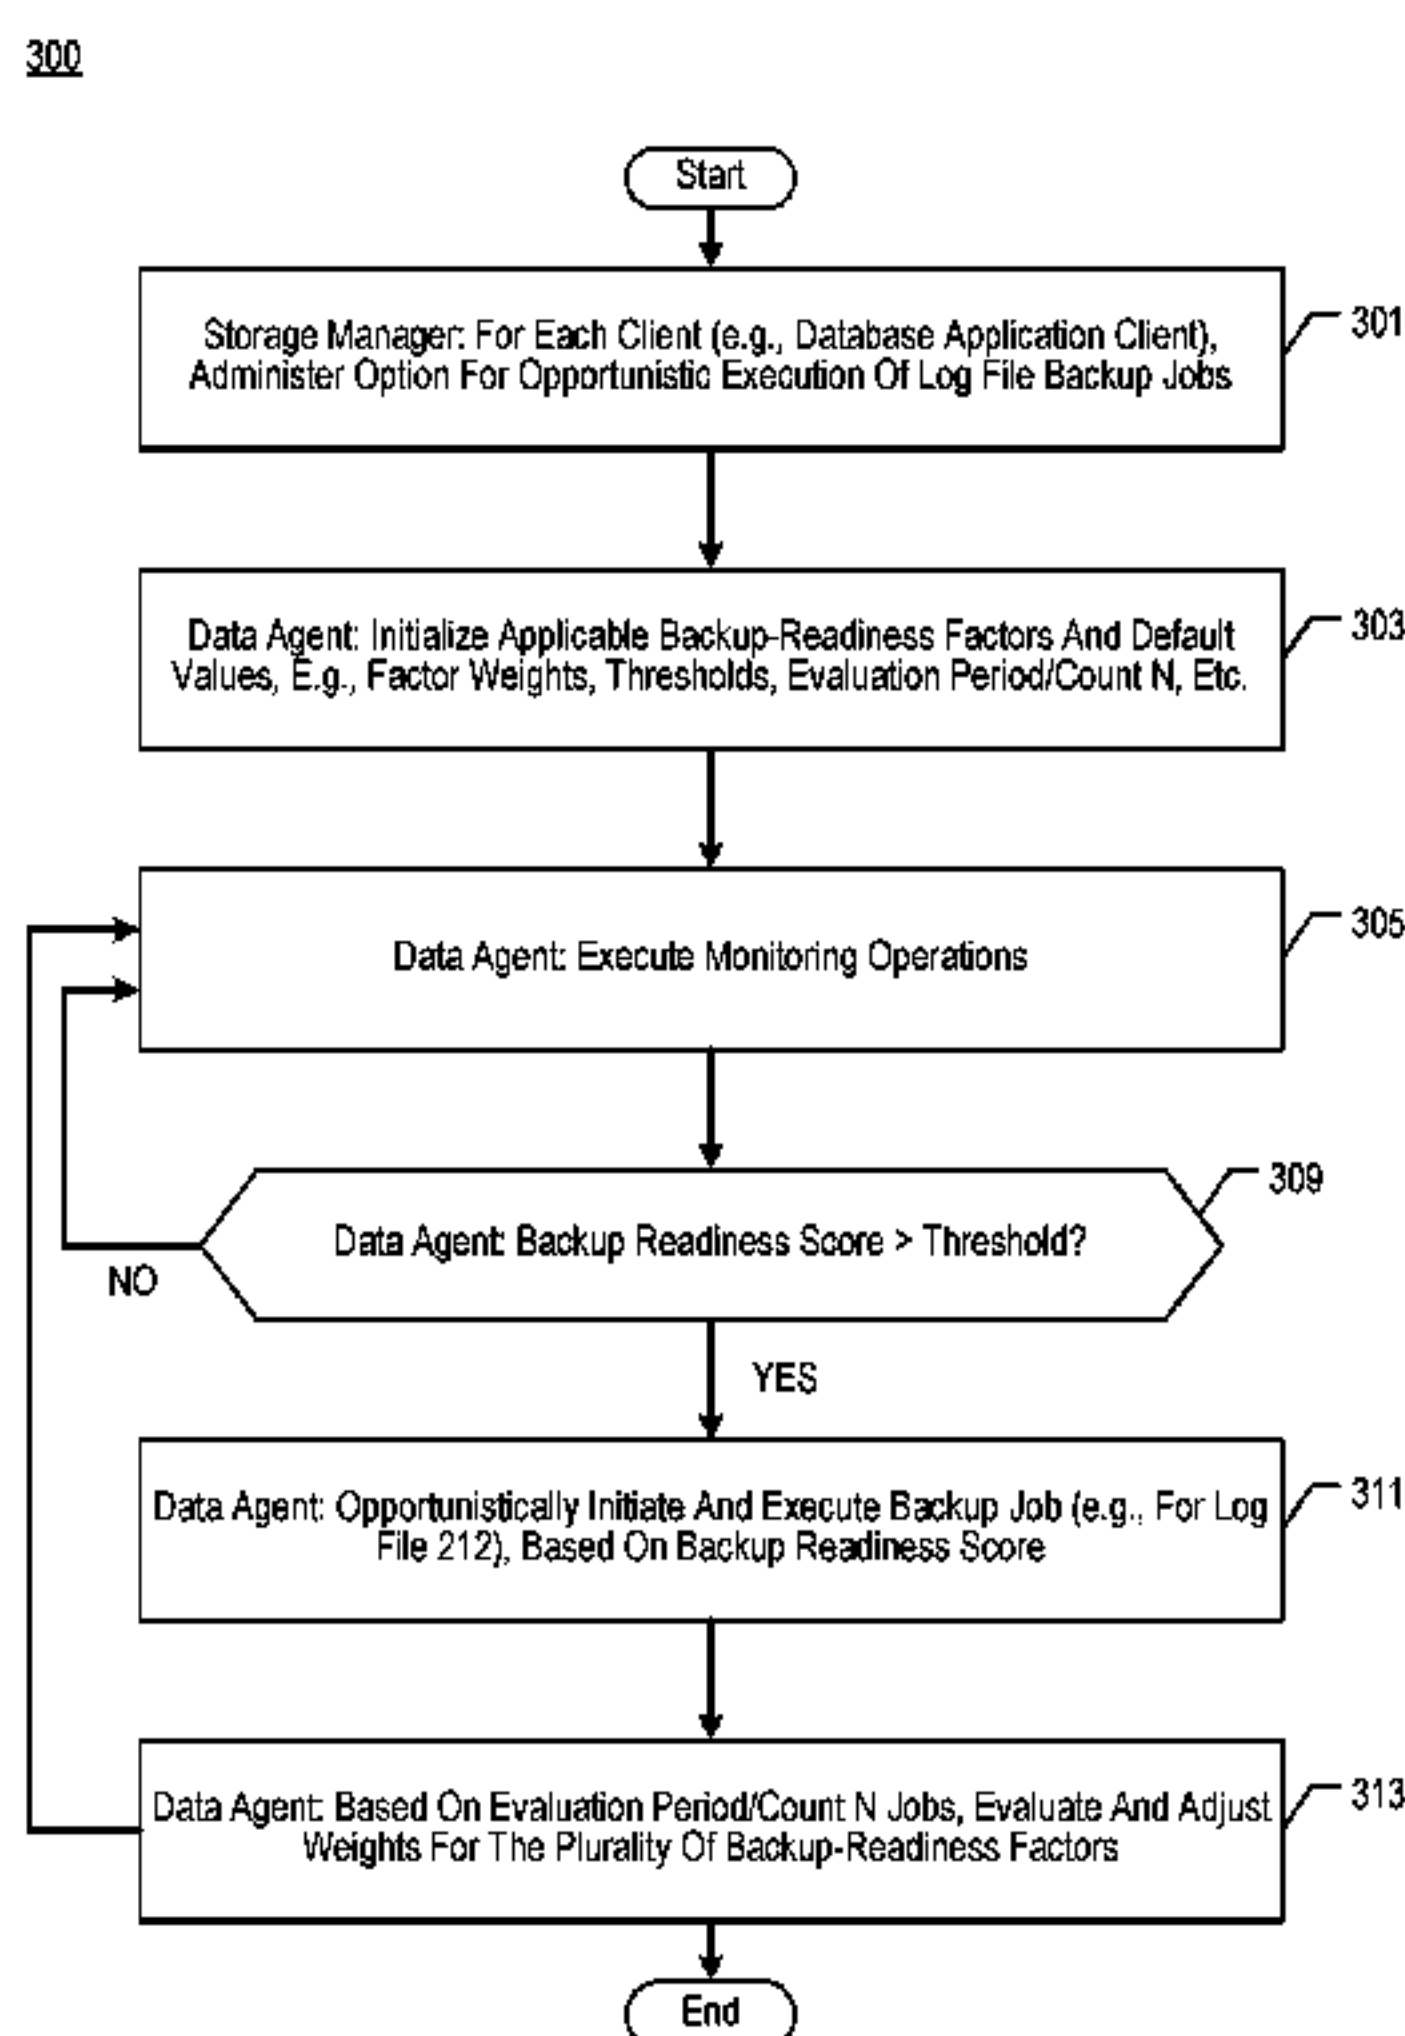 300
Start
Storage Manager: For Each Client (e.g., Database Application Client),
Administer Option For Opportunistic Execution Of Log File Backup Jobs
301
Data Agent: Initialize Applicable Backup-Readiness Factors And Default
Values, E.g., Factor Weights, Thresholds, Evaluation Period/Count N, Etc.
303
Data Agent: Execute Monitoring Operations
305
Data Agent: Backup Readiness Score > Threshold?
309
NO
YES
Data Agent: Opportunistically Initiate And Execute Backup Job (e.g., For Log
File 212), Based On Backup Readiness Score
311
Data Agent: Based On Evaluation Period/Count N Jobs, Evaluate And Adjust
Weights For The Plurality Of Backup-Readiness Factors
313
End